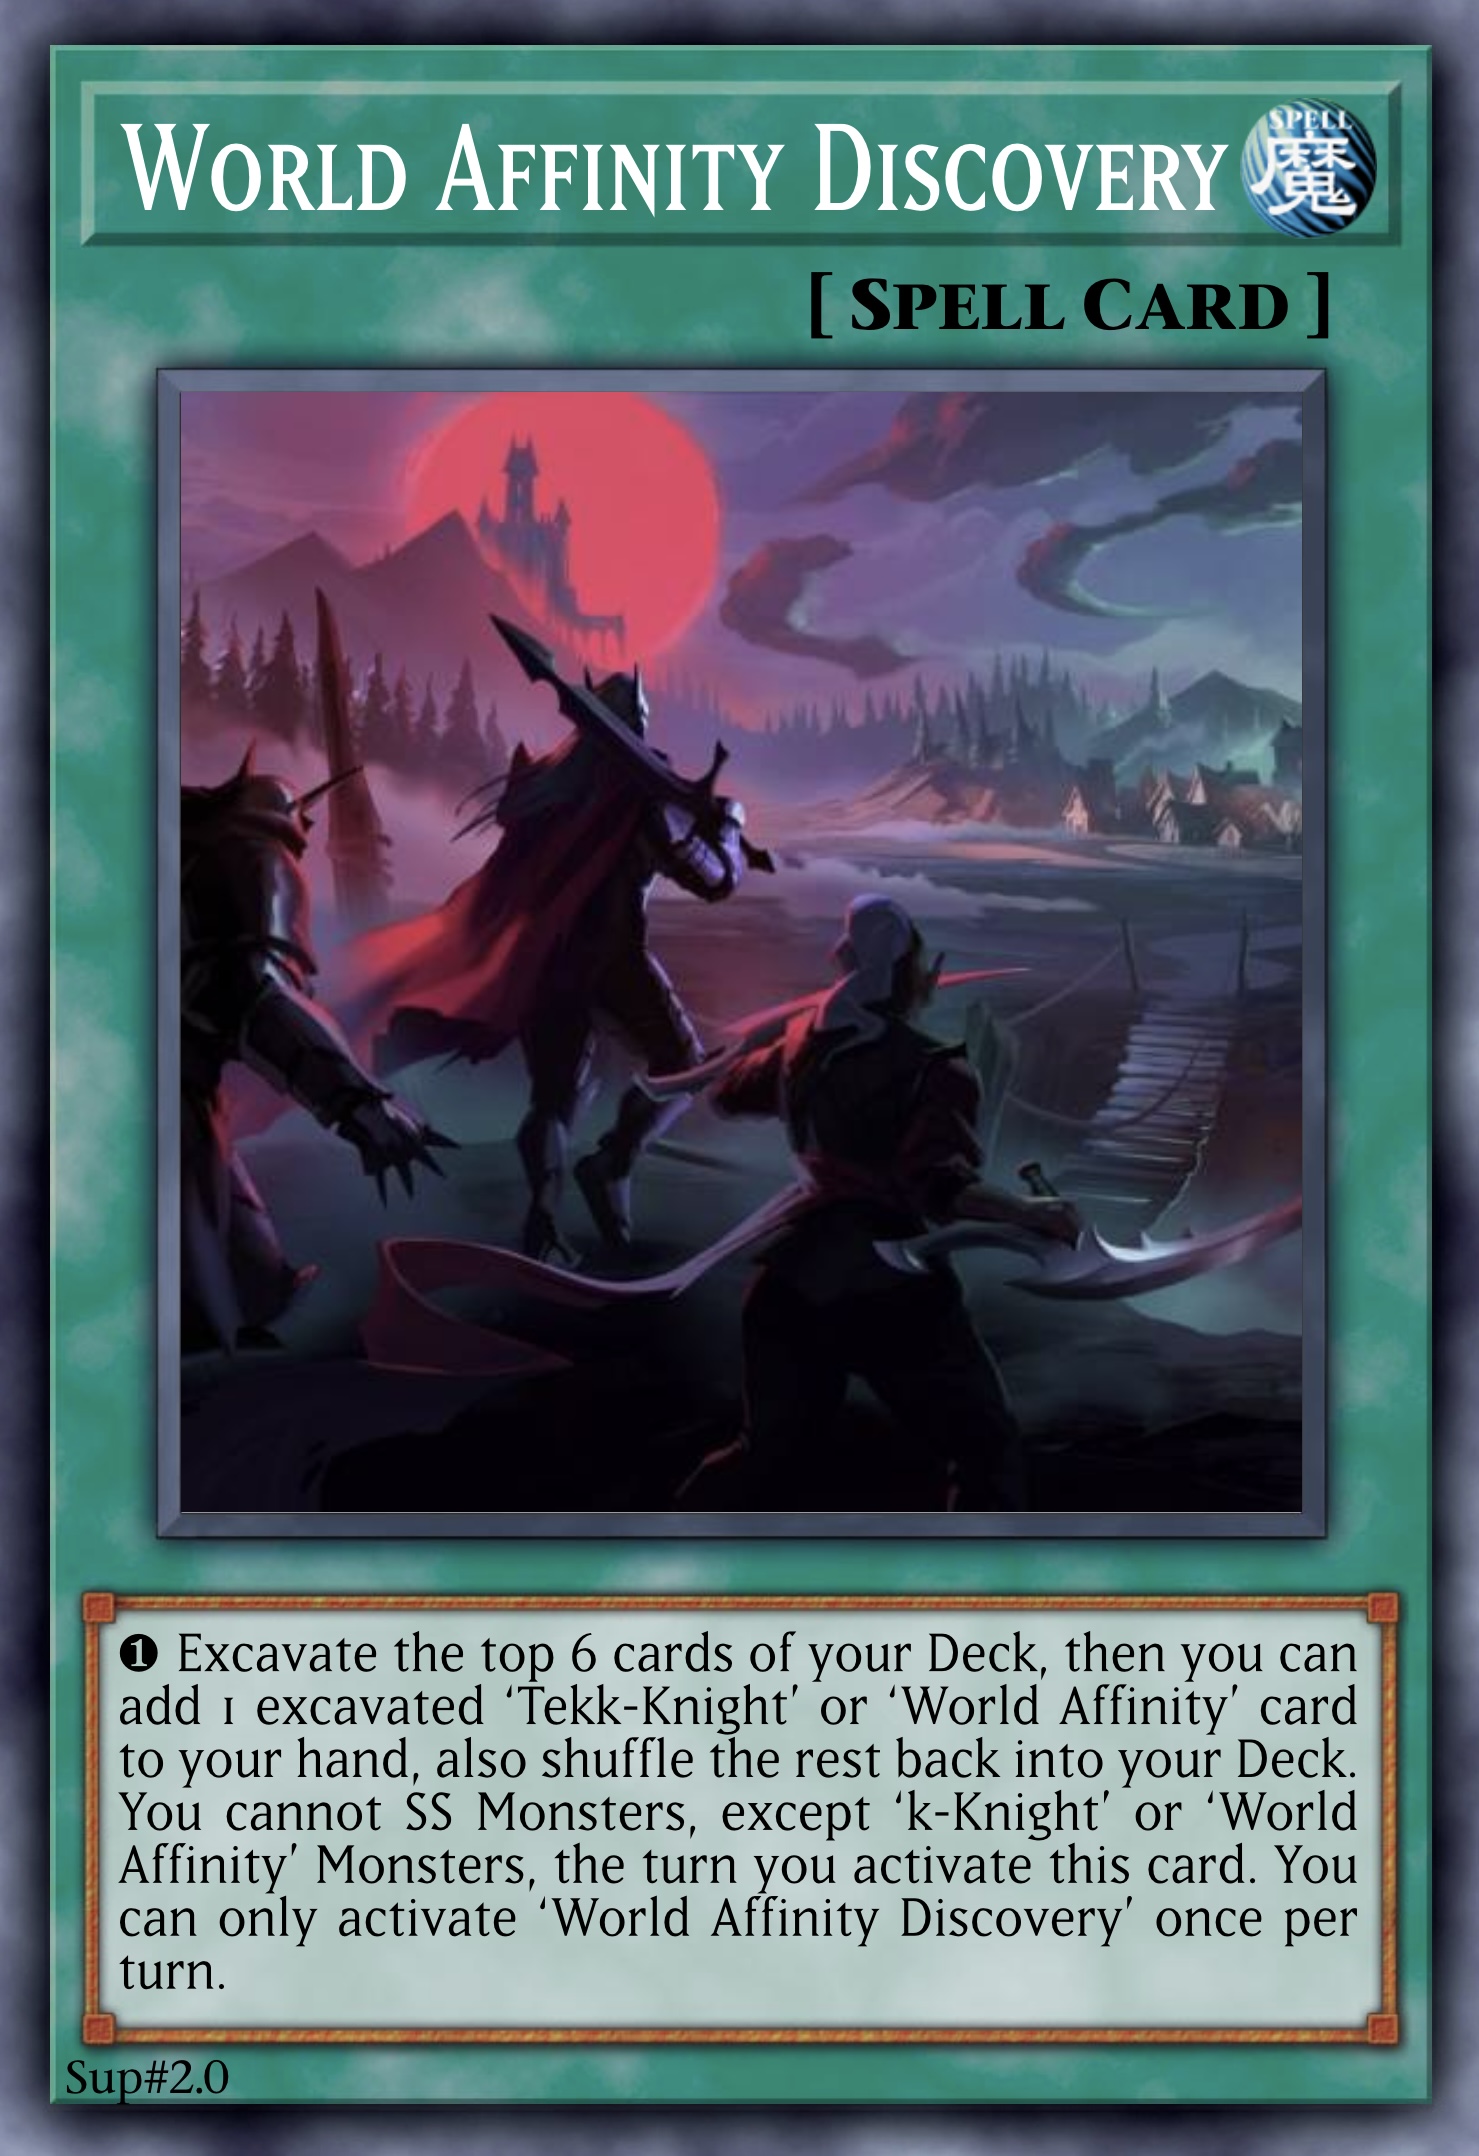 World Affinity Discovery
SPELL
魔
[ Spell Card ]
❶ Excavate the top 6 cards of your Deck, then you can
add 1 excavated ‘Tekk-Knight’ or ‘World Affinity’ card
to your hand, also shuffle the rest back into your Deck.
You cannot SS Monsters, except ‘k-Knight’ or ‘World
Affinity’ Monsters, the turn you activate this card. You
can only activate ‘World Affinity Discovery’ once per
turn.
Sup#2.0